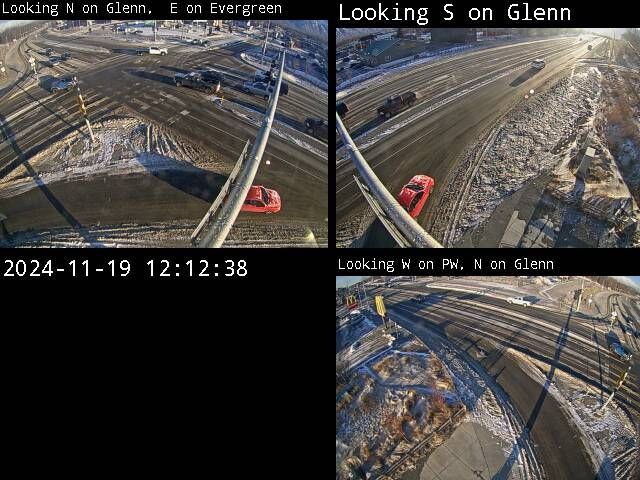 Looking N on Glenn,  E on Evergreen
Looking S on Glenn
2024-11-19 12:12:38
Looking W on PW, N on Glenn